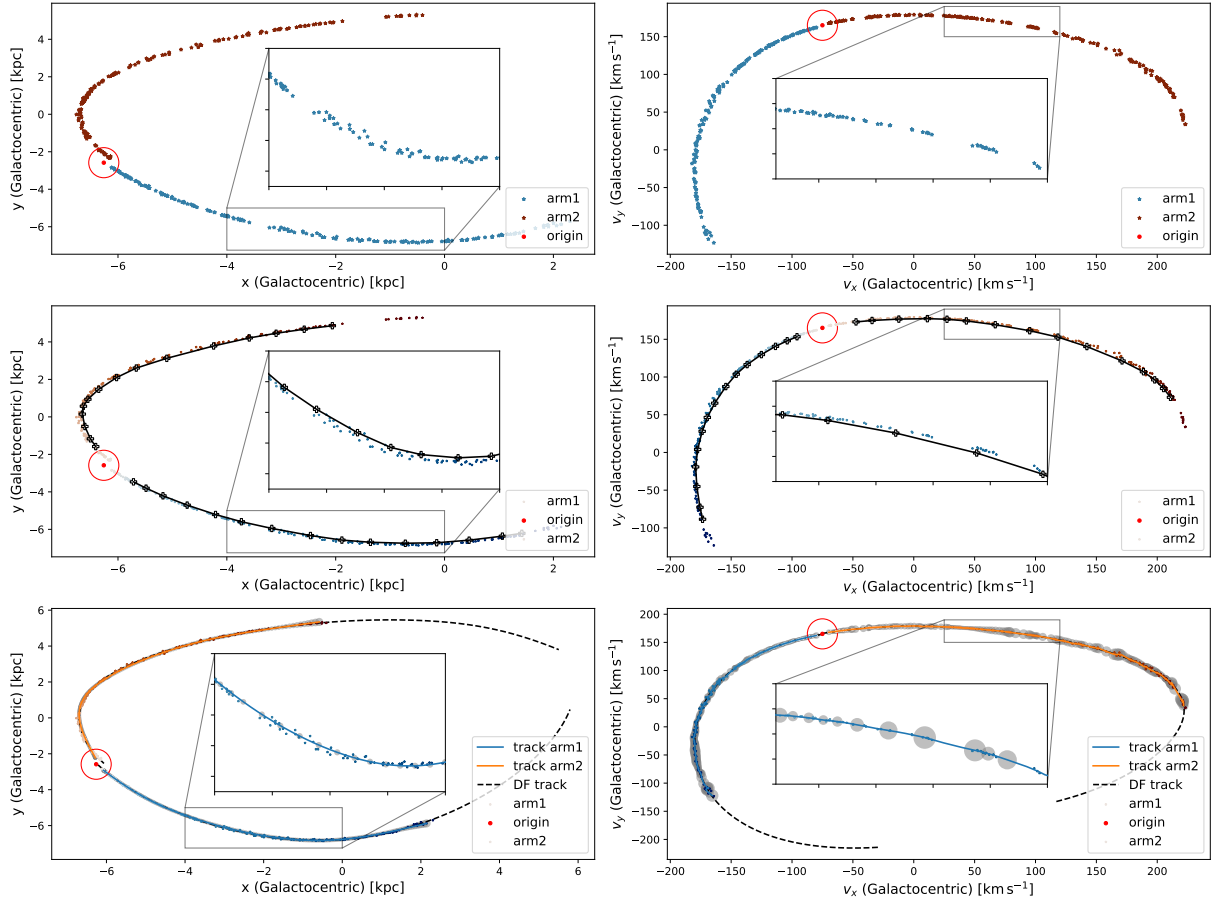 4
2
0
−2
−4
−6
−6
−4
−2
0
2
x (Galactocentric) [kpc]
y (Galactocentric) [kpc]
arm1
arm2
origin
150
100
50
0
−50
−100
−200
−150
−100
−50
0
50
100
150
200
v_x (Galactocentric) [km s⁻¹]
v_y (Galactocentric) [km s⁻¹]
arm1
arm2
origin
4
2
0
−2
−4
−6
−6
−4
−2
0
2
x (Galactocentric) [kpc]
y (Galactocentric) [kpc]
arm1
origin
arm2
150
100
50
0
−50
−100
−200
−150
−100
−50
0
50
100
150
200
v_x (Galactocentric) [km s⁻¹]
v_y (Galactocentric) [km s⁻¹]
arm1
origin
arm2
6
4
2
0
−2
−4
−6
−6
−4
−2
0
2
4
6
x (Galactocentric) [kpc]
y (Galactocentric) [kpc]
track arm1
track arm2
DF track
arm1
origin
arm2
200
150
100
50
0
−50
−100
−150
−200
−200
−150
−100
−50
0
50
100
150
200
v_x (Galactocentric) [km s⁻¹]
v_y (Galactocentric) [km s⁻¹]
track arm1
track arm2
DF track
arm1
origin
arm2